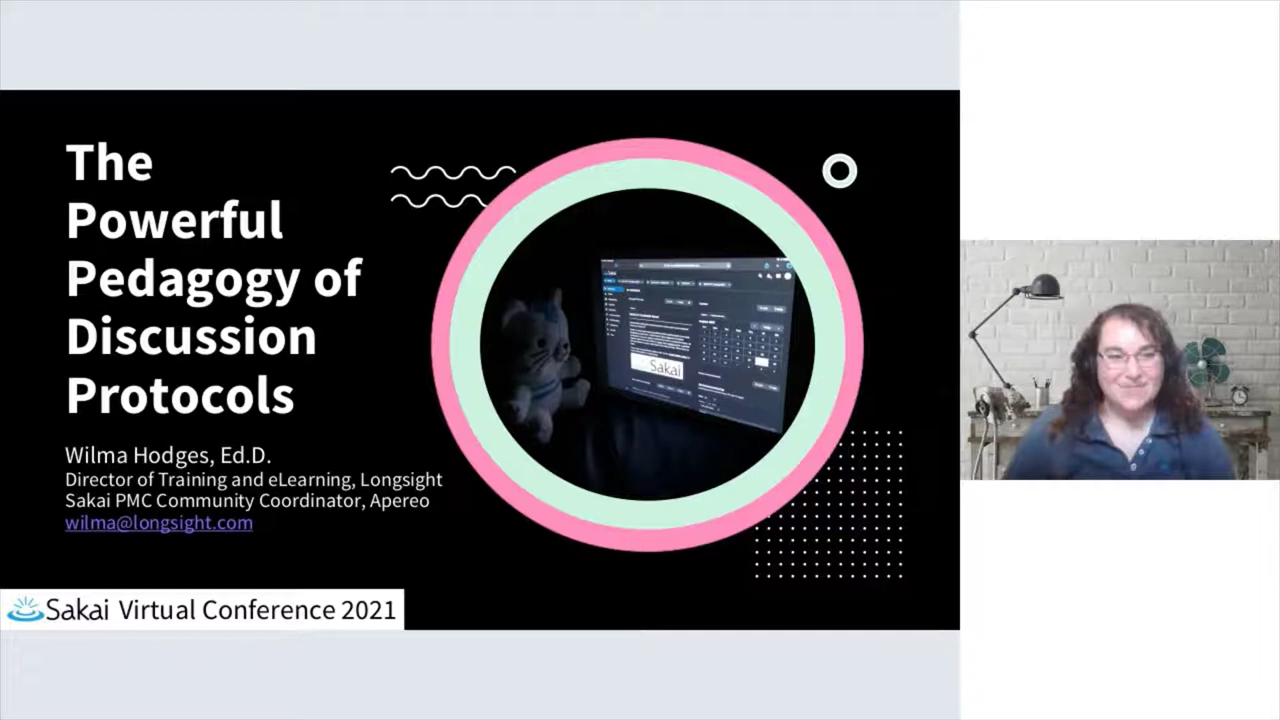 The
Powerful
Pedagogy of
Discussion
Protocols
Wilma Hodges, Ed.D.
Director of Training and eLearning, Longsight
Sakai PMC Community Coordinator, Apereo
wilma@longsight.com
Sakai
Sakai Virtual Conference 2021